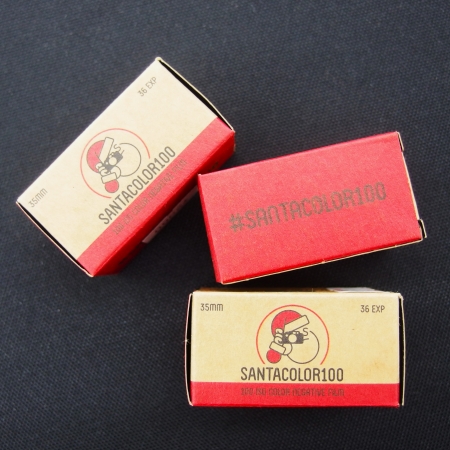 36 EXP
35mm
SANTACOLOR100
#SANTACOLOR100
35mm
36 EXP
SANTACOLOR100
100 ISO COLOR NEGATIVE FILM